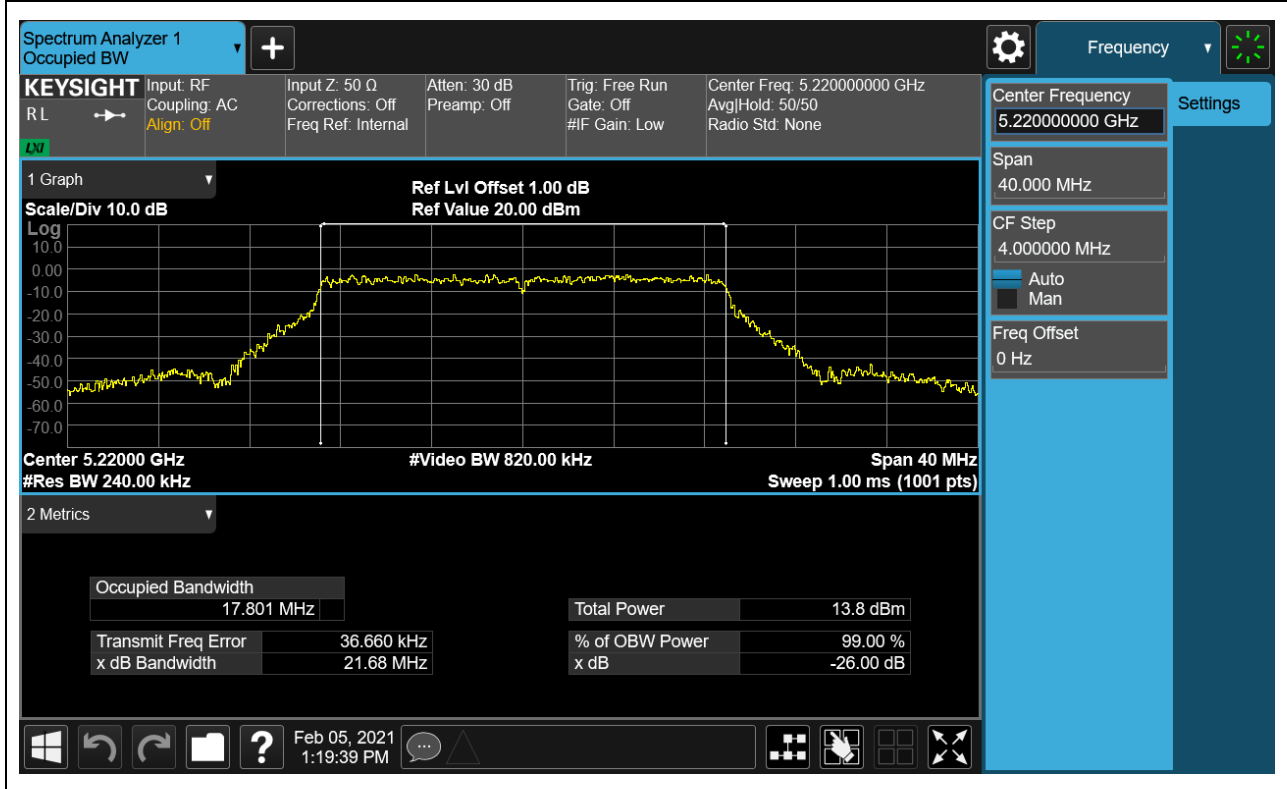 Spectrum Analyzer 1
Occupied BW
Frequency
KEYSIGHT
R L
LXI
Input: RF
Coupling: AC
Align: Off
Input Z: 50 Ω
Corrections: Off
Freq Ref: Internal
Atten: 30 dB
Preamp: Off
Trig: Free Run
Gate: Off
#IF Gain: Low
Center Freq: 5.220000000 GHz
Avg|Hold: 50/50
Radio Std: None
1 Graph
Scale/Div 10.0 dB
Ref Lvl Offset 1.00 dB
Ref Value 20.00 dBm
Log
10.0
0.00
-10.0
-20.0
-30.0
-40.0
-50.0
-60.0
-70.0
Center 5.22000 GHz
#Video BW 820.00 kHz
Span 40 MHz
#Res BW 240.00 kHz
Sweep 1.00 ms (1001 pts)
2 Metrics
Occupied Bandwidth
17.801 MHz
Total Power 13.8 dBm
Transmit Freq Error 36.660 kHz
% of OBW Power 99.00 %
x dB Bandwidth 21.68 MHz
x dB -26.00 dB
Center Frequency
5.220000000 GHz
Settings
Span
40.000 MHz
CF Step
4.000000 MHz
Auto
Man
Freq Offset
0 Hz
?
Feb 05, 2021
1:19:39 PM